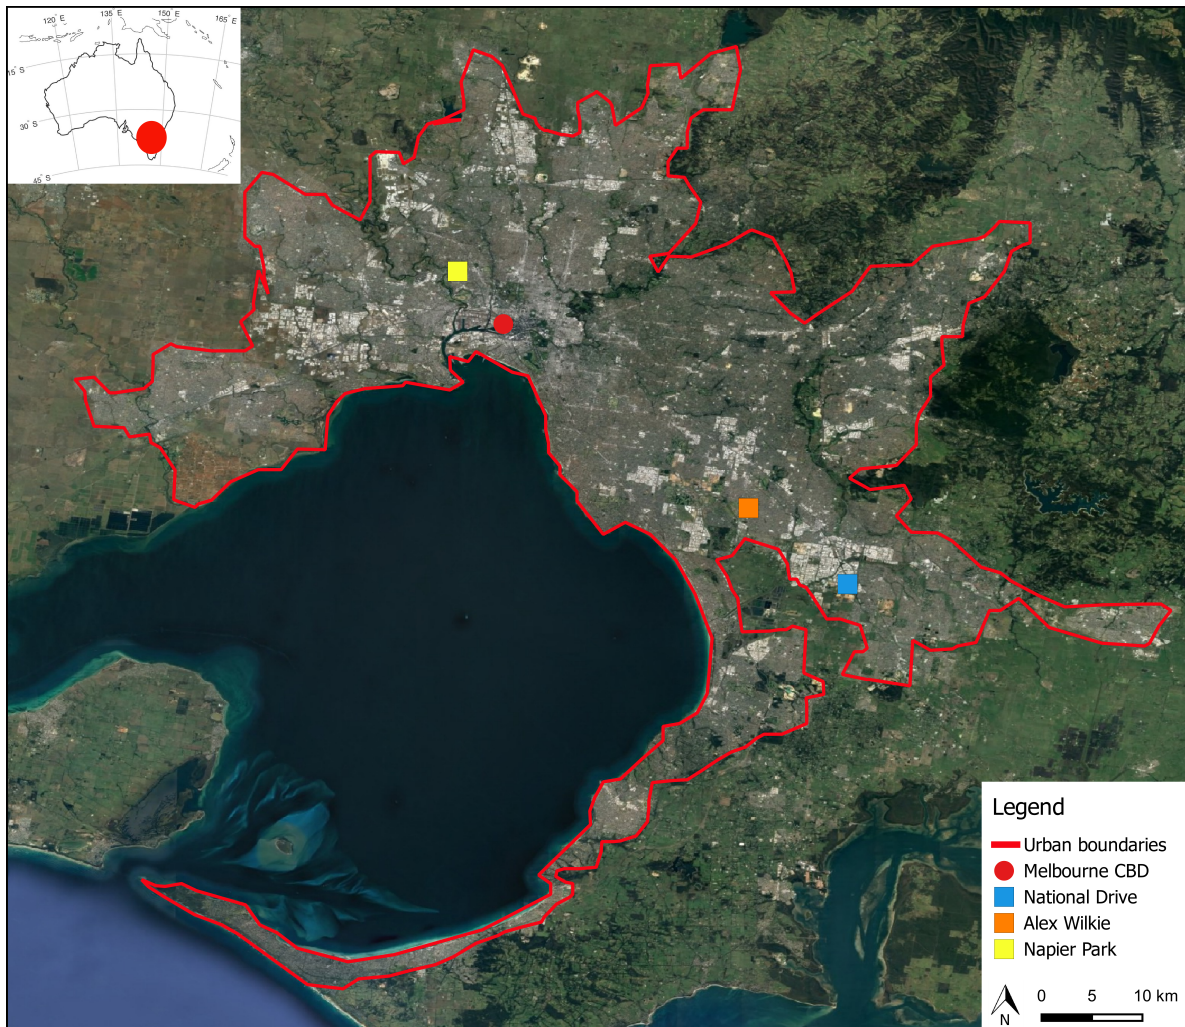 120° E
135° E
150° E
165° E
15° S
30° S
45° S
Legend
Urban boundaries
Melbourne CBD
National Drive
Alex Wilkie
Napier Park
N
0 5 10 km